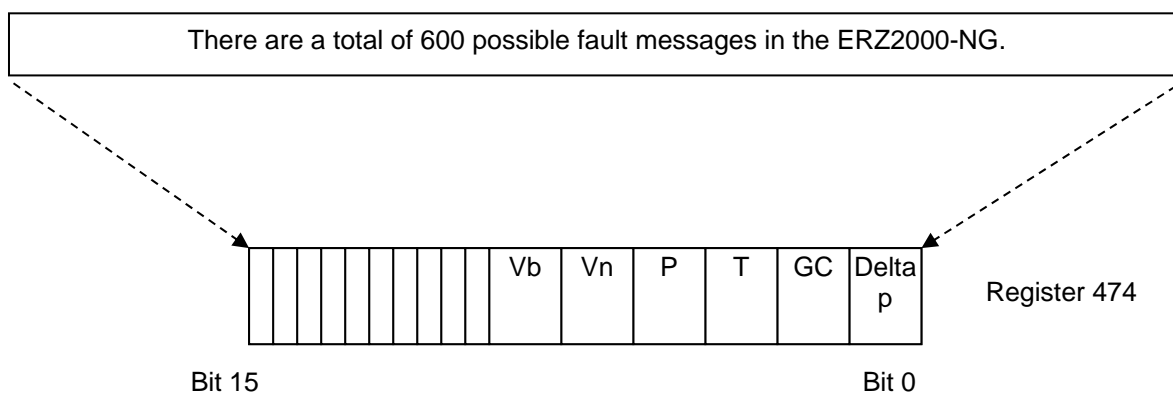 There are a total of 600 possible fault messages in the ERZ2000-NG.
Vb Vn P T GC Delta p
Register 474
Bit 15 Bit 0